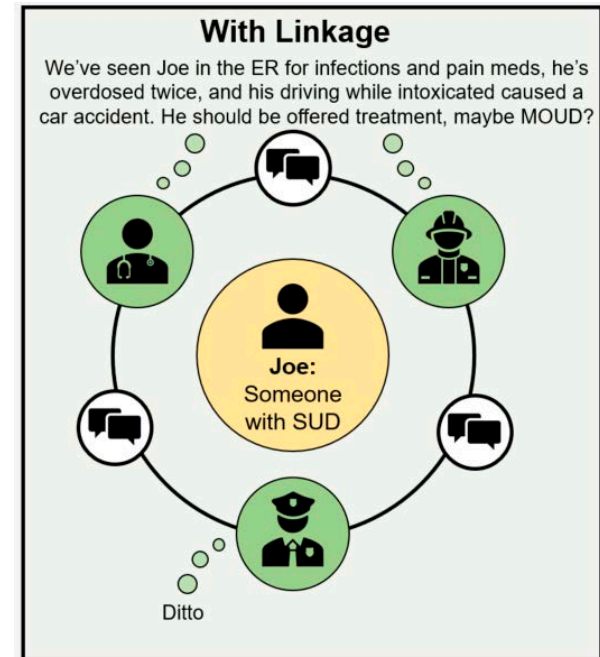 With Linkage
We've seen Joe in the ER for infections and pain meds, he's
overdosed twice, and his driving while intoxicated caused a
car accident. He should be offered treatment, maybe MOUD?
Joe:
Someone
with SUD
Ditto